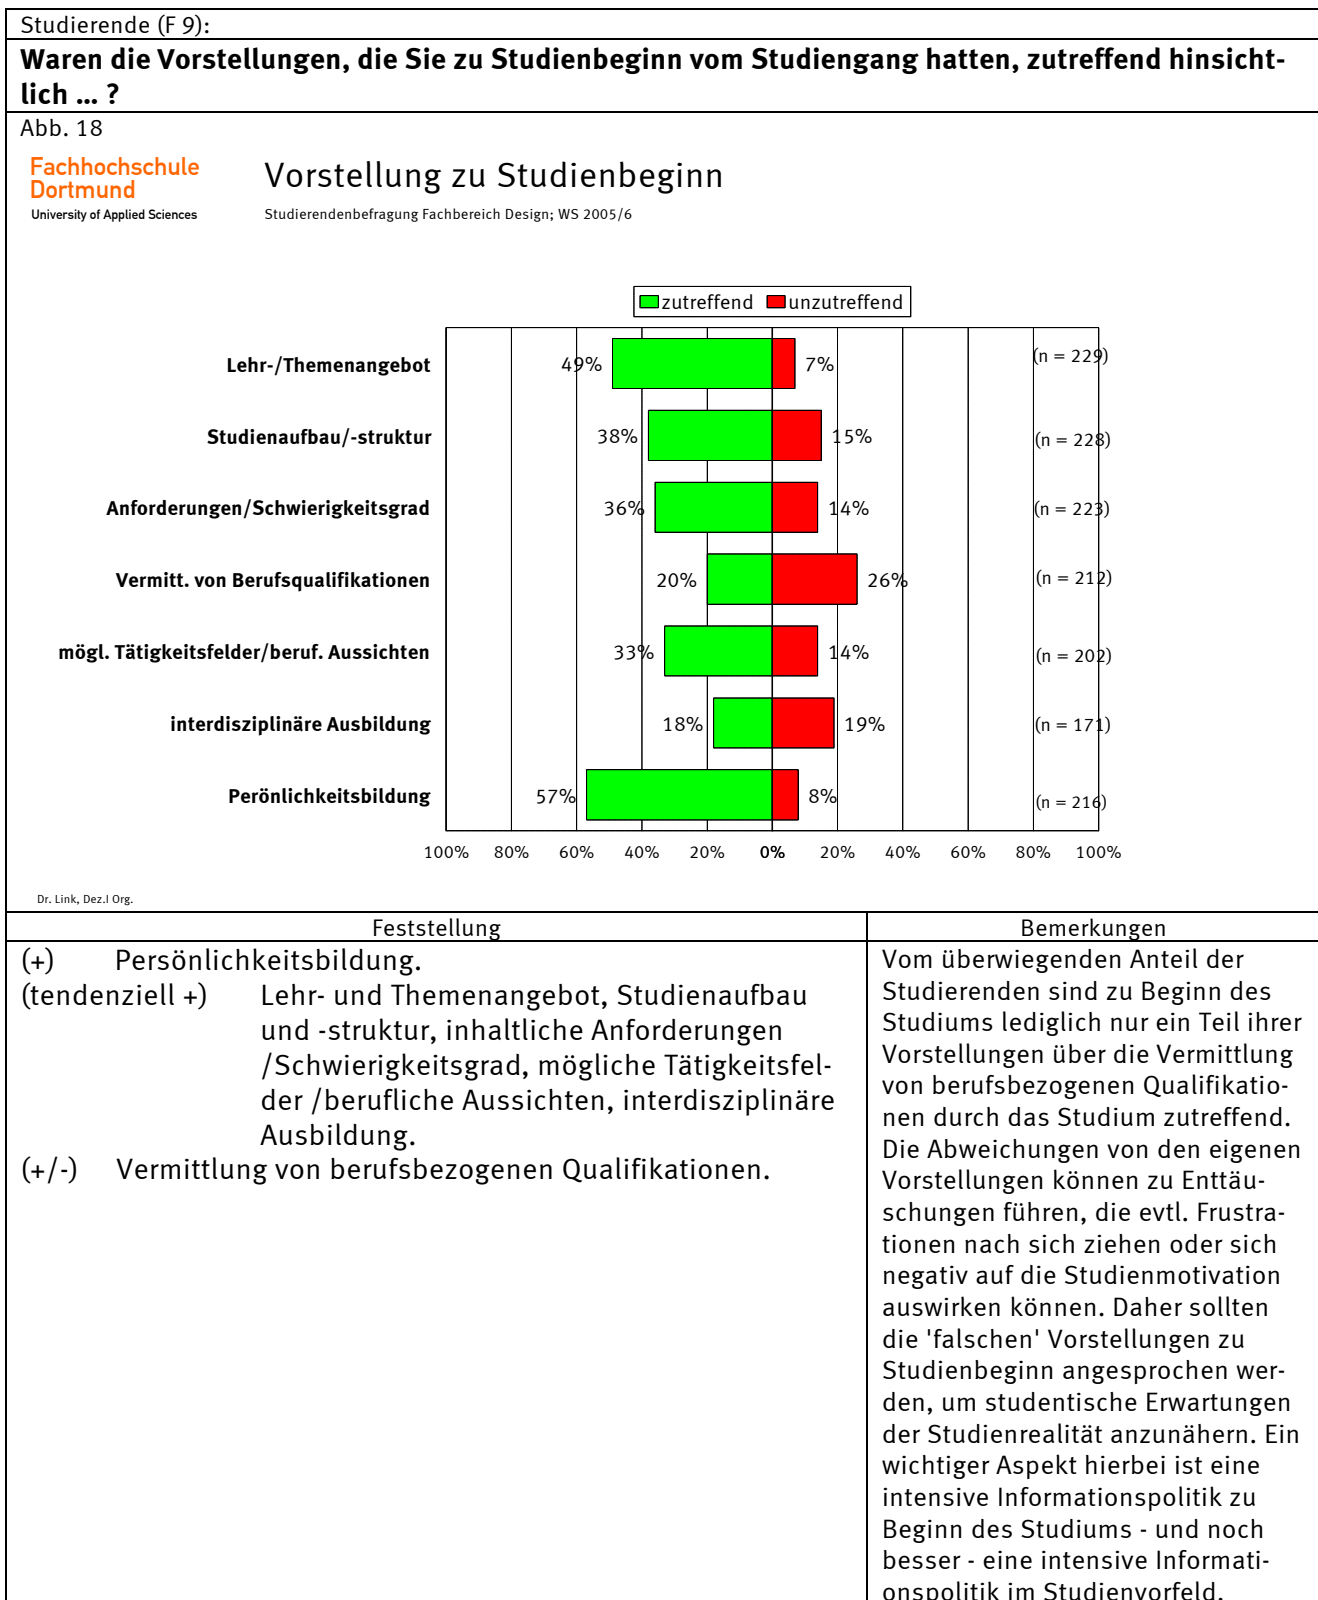 Studierende (F 9):
Waren die Vorstellungen, die Sie zu Studienbeginn vom Studiengang hatten, zutreffend hinsicht-
lich ... ?
Abb. 18
Fachhochschule
Dortmund
University of Applied Sciences
Vorstellung zu Studienbeginn
Studierendenbefragung Fachbereich Design; WS 2005/6
zutreffend unzutreffend
Lehr-/Themenangebot 49% 7% (n = 229)
Studienaufbau/-struktur 38% 15% (n = 228)
Anforderungen/Schwierigkeitsgrad 36% 14% (n = 223)
Vermitt. von Berufsqualifikationen 20% 26% (n = 212)
mögl. Tätigkeitsfelder/beruf. Aussichten 33% 14% (n = 202)
interdisziplinäre Ausbildung 18% 19% (n = 171)
Perönlichkeitsbildung 57% 8% (n = 216)
100% 80% 60% 40% 20% 0% 20% 40% 60% 80% 100%
Dr. Link, Dez.I Org.
Feststellung
(+) Persönlichkeitsbildung.
(tendenziell +) Lehr- und Themenangebot, Studienaufbau
und -struktur, inhaltliche Anforderungen
/Schwierigkeitsgrad, mögliche Tätigkeitsfel-
der /berufliche Aussichten, interdisziplinäre
Ausbildung.
(+/-) Vermittlung von berufsbezogenen Qualifikationen.
Bemerkungen
Vom überwiegenden Anteil der
Studierenden sind zu Beginn des
Studiums lediglich nur ein Teil ihrer
Vorstellungen über die Vermittlung
von berufsbezogenen Qualifikatio-
nen durch das Studium zutreffend.
Die Abweichungen von den eigenen
Vorstellungen können zu Enttäu-
schungen führen, die evtl. Frustra-
tionen nach sich ziehen oder sich
negativ auf die Studienmotivation
auswirken können. Daher sollten
die 'falschen' Vorstellungen zu
Studienbeginn angesprochen wer-
den, um studentische Erwartungen
der Studienrealität anzunähern. Ein
wichtiger Aspekt hierbei ist eine
intensive Informationspolitik zu
Beginn des Studiums - und noch
besser - eine intensive Informati-
onspolitik im Studienvorfeld.